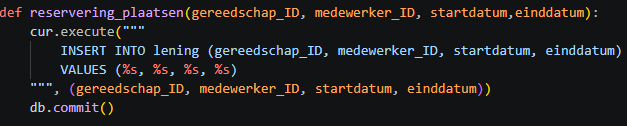 def reservering_plaatsen(gereedschap_ID, medewerker_ID, startdatum,einddatum):
    cur.execute("""
        INSERT INTO lening (gereedschap_ID, medewerker_ID, startdatum, einddatum)
        VALUES (%s, %s, %s, %s)
    """, (gereedschap_ID, medewerker_ID, startdatum, einddatum))
    db.commit()